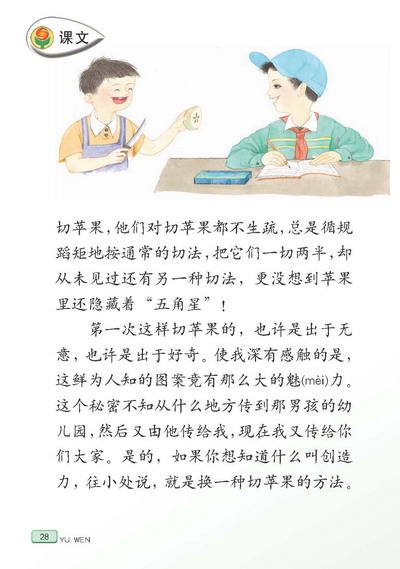 课文
切苹果，他们对切苹果都不生疏，总是循规
蹈矩地按通常的切法，把它们一切两半，却
从未见过还有另一种切法，更没想到苹果
里还隐藏着“五角星”！
第一次这样切苹果的，也许是出于无
意，也许是出于好奇。使我深有感触的是，
这鲜为人知的图案竟有那么大的魅(mèi)力。
这个秘密不知从什么地方传到那男孩的幼
儿园，然后又由他传给我，现在我又传给你
们大家。是的，如果你想知道什么叫创造
力，往小处说，就是换一种切苹果的方法。
28
YU WEN